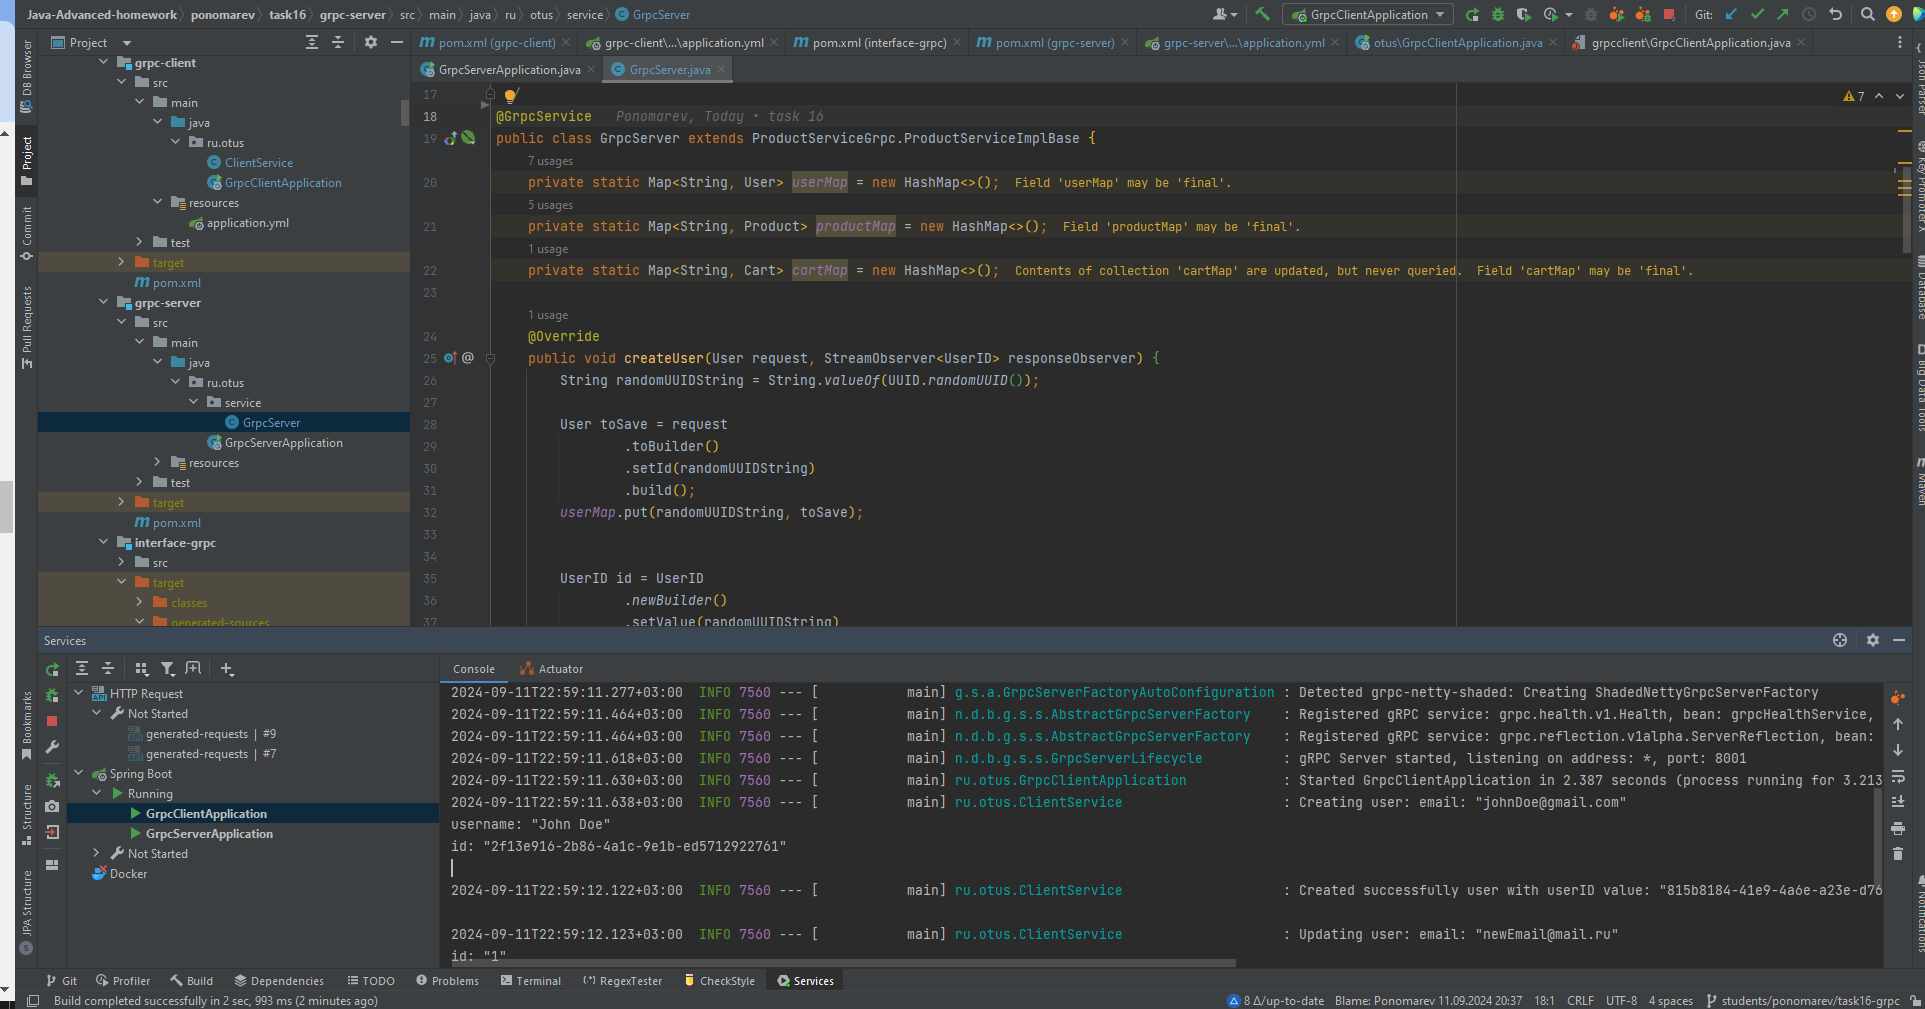 Java-Advanced-homework › ponomarev › task16 › grpc-server › src › main › java › ru › otus › service › GrpcServer
GrpcClientApplication
Git:
Project
pom.xml (grpc-client)
grpc-client\...\application.yml
pom.xml (interface-grpc)
pom.xml (grpc-server)
grpc-server\...\application.yml
otus\GrpcClientApplication.java
grpcclient\GrpcClientApplication.java
GrpcServerApplication.java
GrpcServer.java
DB Browser
Project
Commit
Pull Requests
Bookmarks
Structure
JPA Structure
grpc-client
src
main
java
ru.otus
ClientService
GrpcClientApplication
resources
application.yml
test
target
pom.xml
grpc-server
src
main
java
ru.otus
service
GrpcServer
GrpcServerApplication
resources
test
target
pom.xml
interface-grpc
src
target
classes
generated-sources
7
17
18 @GrpcService Ponomarev, Today • task 16
19 public class GrpcServer extends ProductServiceGrpc.ProductServiceImplBase {
7 usages
20 private static Map<String, User> userMap = new HashMap<>(); Field 'userMap' may be 'final'.
5 usages
21 private static Map<String, Product> productMap = new HashMap<>(); Field 'productMap' may be 'final'.
1 usage
22 private static Map<String, Cart> cartMap = new HashMap<>(); Contents of collection 'cartMap' are updated, but never queried. Field 'cartMap' may be 'final'.
23
1 usage
24 @Override
25 public void createUser(User request, StreamObserver<UserID> responseObserver) {
26 String randomUUIDString = String.valueOf(UUID.randomUUID());
27
28 User toSave = request
29 .toBuilder()
30 .setId(randomUUIDString)
31 .build();
32 userMap.put(randomUUIDString, toSave);
33
34
35 UserID id = UserID
36 .newBuilder()
37 .setValue(randomUUIDString)
Json Parser
Key Promoter X
Database
Big Data Tools
Maven
Notifications
Services
HTTP Request
Not Started
generated-requests | #9
generated-requests | #7
Spring Boot
Running
GrpcClientApplication
GrpcServerApplication
Not Started
Docker
Console
Actuator
2024-09-11T22:59:11.277+03:00 INFO 7560 --- [ main] g.s.a.GrpcServerFactoryAutoConfiguration : Detected grpc-netty-shaded: Creating ShadedNettyGrpcServerFactory
2024-09-11T22:59:11.464+03:00 INFO 7560 --- [ main] n.d.b.g.s.s.AbstractGrpcServerFactory : Registered gRPC service: grpc.health.v1.Health, bean: grpcHealthService,
2024-09-11T22:59:11.464+03:00 INFO 7560 --- [ main] n.d.b.g.s.s.AbstractGrpcServerFactory : Registered gRPC service: grpc.reflection.v1alpha.ServerReflection, bean:
2024-09-11T22:59:11.618+03:00 INFO 7560 --- [ main] n.d.b.g.s.s.GrpcServerLifecycle : gRPC Server started, listening on address: *, port: 8001
2024-09-11T22:59:11.630+03:00 INFO 7560 --- [ main] ru.otus.GrpcClientApplication : Started GrpcClientApplication in 2.387 seconds (process running for 3.213
2024-09-11T22:59:11.638+03:00 INFO 7560 --- [ main] ru.otus.ClientService : Creating user: email: "johnDoe@gmail.com"
username: "John Doe"
id: "2f13e916-2b86-4a1c-9e1b-ed5712922761"
2024-09-11T22:59:12.122+03:00 INFO 7560 --- [ main] ru.otus.ClientService : Created successfully user with userID value: "815b8184-41e9-4a6e-a23e-d76
2024-09-11T22:59:12.123+03:00 INFO 7560 --- [ main] ru.otus.ClientService : Updating user: email: "newEmail@mail.ru"
id: "1"
Git
Profiler
Build
Dependencies
TODO
Problems
Terminal
RegexTester
CheckStyle
Services
Build completed successfully in 2 sec, 993 ms (2 minutes ago)
8 Δ/up-to-date
Blame: Ponomarev 11.09.2024 20:37
18:1
CRLF
UTF-8
4 spaces
students/ponomarev/task16-grpc